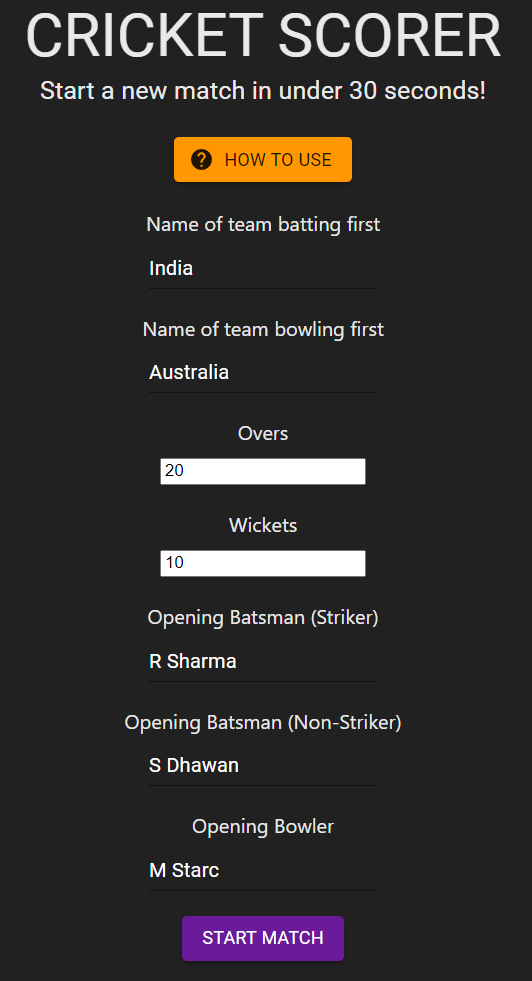 CRICKET SCORER
Start a new match in under 30 seconds!
HOW TO USE
Name of team batting first
India
Name of team bowling first
Australia
Overs
20
Wickets
10
Opening Batsman (Striker)
R Sharma
Opening Batsman (Non-Striker)
S Dhawan
Opening Bowler
M Starc
START MATCH